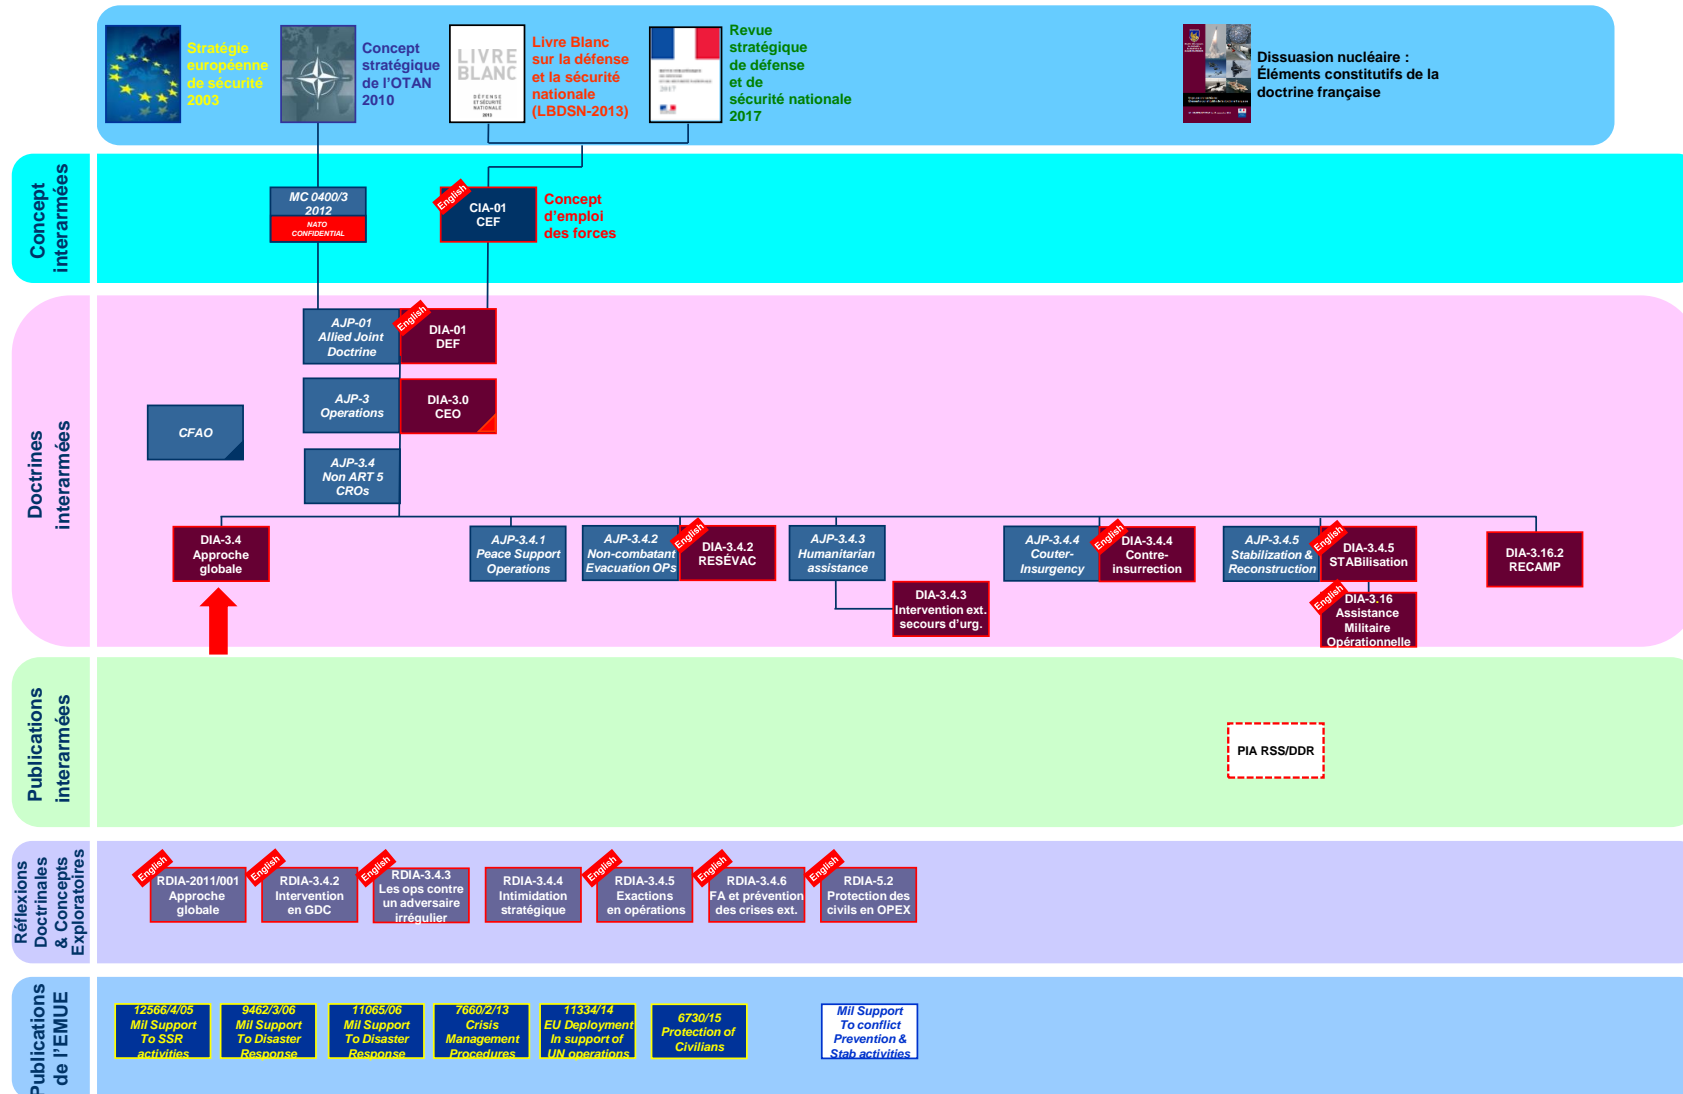 Stratégie
européenne
de sécurité
2003
Concept
stratégique
de l'OTAN
2010
LIVRE
BLANC
DÉFENSE
ET SÉCURITÉ
NATIONALE
2013
Livre Blanc
sur la défense
et la sécurité
nationale
(LBDSN-2013)
2017
Revue
stratégique
de défense
et de
sécurité nationale
2017
Dissuasion nucléaire :
Éléments constitutifs de la
doctrine française
Concept
interarmées
MC 0400/3
2012
NATO
CONFIDENTIAL
English
CIA-01
CEF
Concept
d'emploi
des forces
Doctrines
interarmées
AJP-01
Allied Joint
Doctrine
English
DIA-01
DEF
AJP-3
Operations
DIA-3.0
CEO
CFAO
AJP-3.4
Non ART 5
CROs
DIA-3.4
Approche
globale
AJP-3.4.1
Peace Support
Operations
AJP-3.4.2
Non-combatant
Evacuation OPs
English
DIA-3.4.2
RESÉVAC
AJP-3.4.3
Humanitarian
assistance
DIA-3.4.3
Intervention ext.
secours d'urg.
AJP-3.4.4
Couter-
Insurgency
English
DIA-3.4.4
Contre-
insurrection
AJP-3.4.5
Stabilization &
Reconstruction
English
DIA-3.4.5
STABilisation
English
DIA-3.16
Assistance
Militaire
Opérationnelle
DIA-3.16.2
RECAMP
Publications
interarmées
PIA RSS/DDR
Réflexions
Doctrinales
& Concepts
Exploratoires
English
RDIA-2011/001
Approche
globale
English
RDIA-3.4.2
Intervention
en GDC
English
RDIA-3.4.3
Les ops contre
un adversaire
irrégulier
RDIA-3.4.4
Intimidation
stratégique
English
RDIA-3.4.5
Exactions
en opérations
English
RDIA-3.4.6
FA et prévention
des crises ext.
English
RDIA-5.2
Protection des
civils en OPEX
Publications
de l'EMUE
12566/4/05
Mil Support
To SSR
activities
9462/3/06
Mil Support
To Disaster
Response
11065/06
Mil Support
To Disaster
Response
7660/2/13
Crisis
Management
Procedures
11334/14
EU Deployment
In support of
UN operations
6730/15
Protection of
Civilians
Mil Support
To conflict
Prevention &
Stab activities